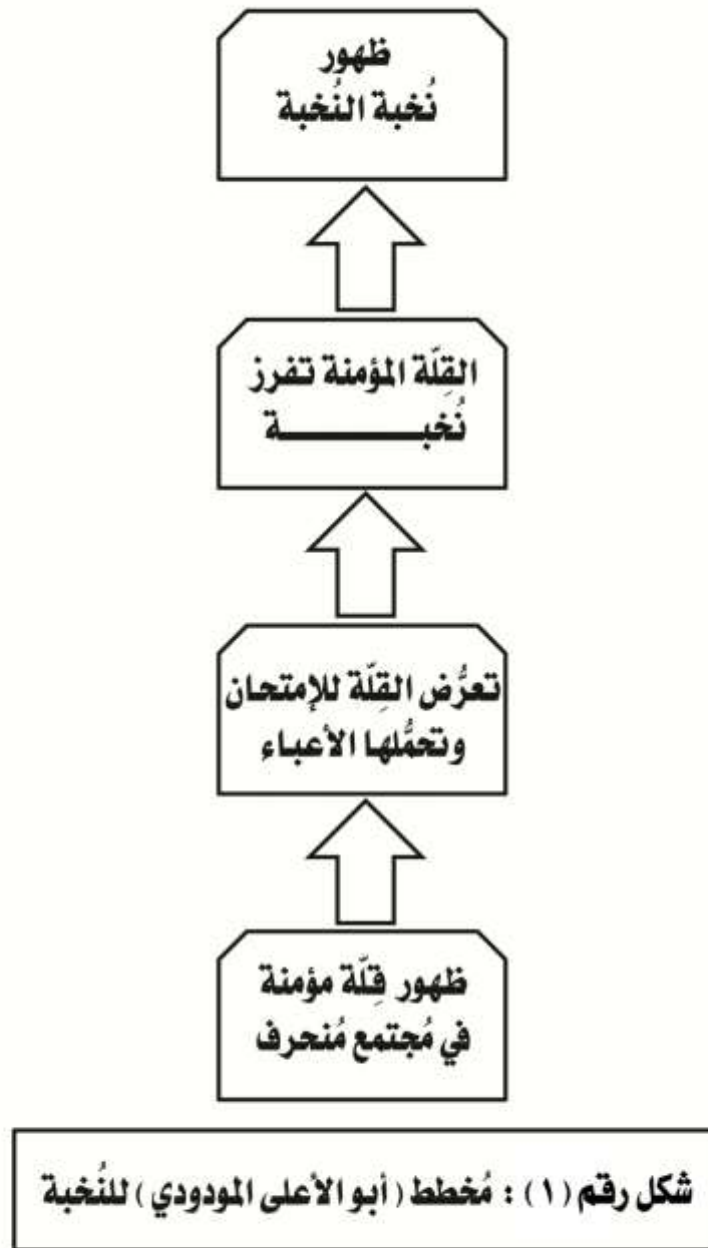 ظهور
نُخبة النُخبة
القِلّة المؤمنة تفرز
نُخبـــــــــة
تعرُّض القِلّة للإمتحان
وتحمُّلها الأعباء
ظهور قِلّة مؤمنة
في مُجتمع مُنحرف
شكل رقم (١) : مُخطط (أبو الأعلى المودودي) للنُخبة